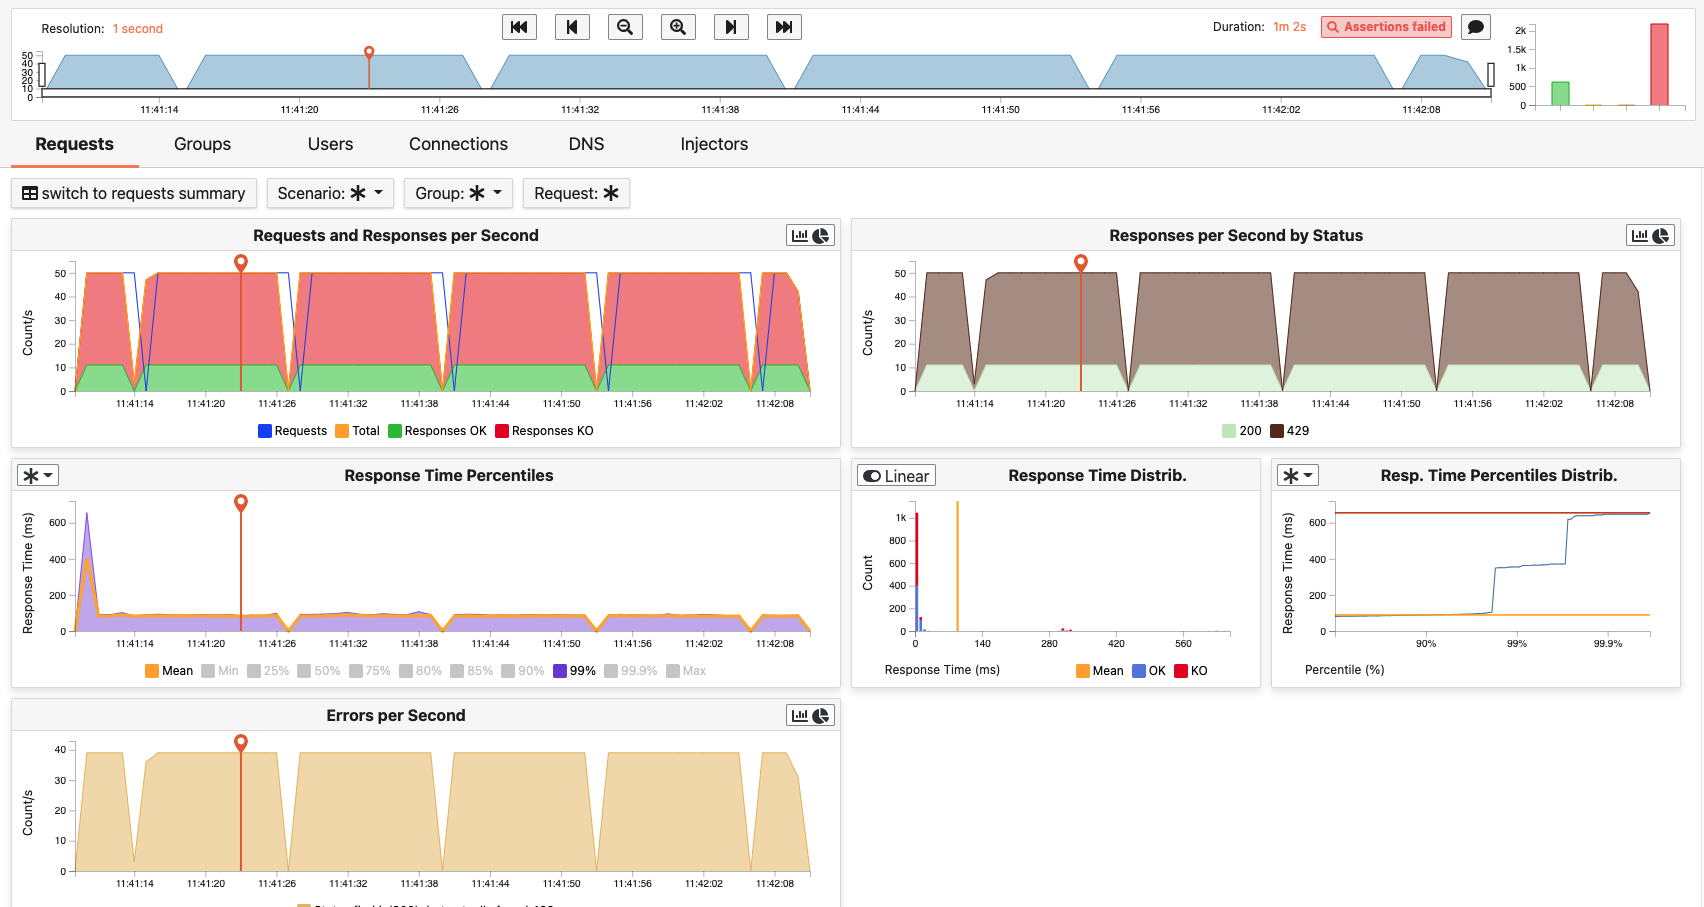 Resolution: 1 second
Duration: 1m 2s
Assertions failed
50
40
30
20
10
0
11:41:14 11:41:20 11:41:26 11:41:32 11:41:38 11:41:44 11:41:50 11:41:56 11:42:02 11:42:08
2k
1.5k
1k
500
0
Requests Groups Users Connections DNS Injectors
switch to requests summary
Scenario:
Group:
Request:
Requests and Responses per Second
Count/s
50
40
30
20
10
0
11:41:14 11:41:20 11:41:26 11:41:32 11:41:38 11:41:44 11:41:50 11:41:56 11:42:02 11:42:08
Requests Total Responses OK Responses KO
Responses per Second by Status
Count/s
50
40
30
20
10
0
11:41:14 11:41:20 11:41:26 11:41:32 11:41:38 11:41:44 11:41:50 11:41:56 11:42:02 11:42:08
200 429
Response Time Percentiles
Response Time (ms)
600
400
200
0
11:41:14 11:41:20 11:41:26 11:41:32 11:41:38 11:41:44 11:41:50 11:41:56 11:42:02 11:42:08
Mean Min 25% 50% 75% 80% 85% 90% 95% 99% 99.9% Max
Linear
Response Time Distrib.
Count
1k
800
600
400
200
0
0 140 280 420 560
Response Time (ms)
Mean OK KO
Resp. Time Percentiles Distrib.
Response Time (ms)
600
400
200
0
90% 99% 99.9%
Percentile (%)
Errors per Second
Count/s
40
30
20
10
0
11:41:14 11:41:20 11:41:26 11:41:32 11:41:38 11:41:44 11:41:50 11:41:56 11:42:02 11:42:08